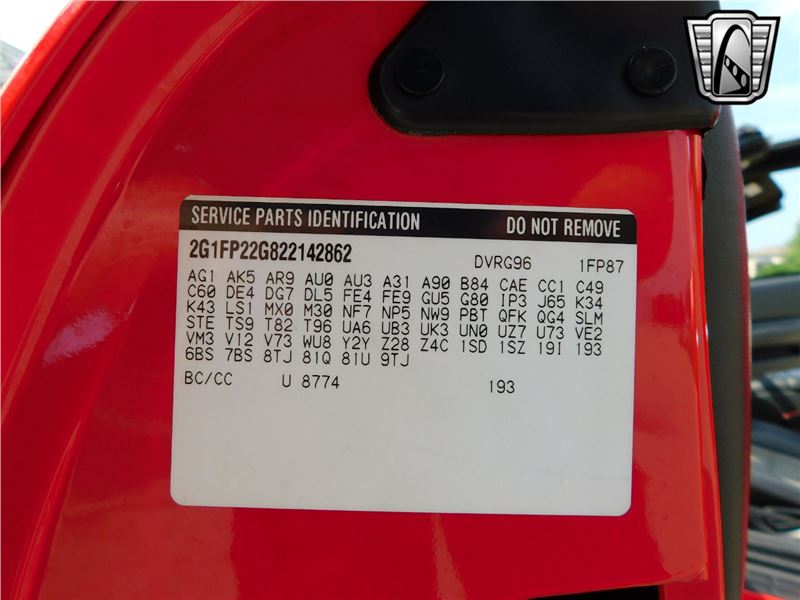 SERVICE PARTS IDENTIFICATION DO NOT REMOVE
2G1FP22G822142862 DVRG96 1FP87
AG1 AK5 AR9 AU0 AU3 A31 A90 B84 CAE CC1 C49
C60 DE4 DG7 DL5 FE4 FE9 GU5 G80 IP3 J65 K34
K43 LS1 MX0 M30 NF7 NP5 NW9 PBT QFK QG4 SLM
STE TS9 T82 T96 UA6 UB3 UK3 UN0 UZ7 U73 VE2
VM3 V12 V73 WU8 Y2Y Z28 Z4C 1SD 1SZ 19I 193
6BS 7BS 8TJ 81Q 81U 9TJ
BC/CC U 8774 193